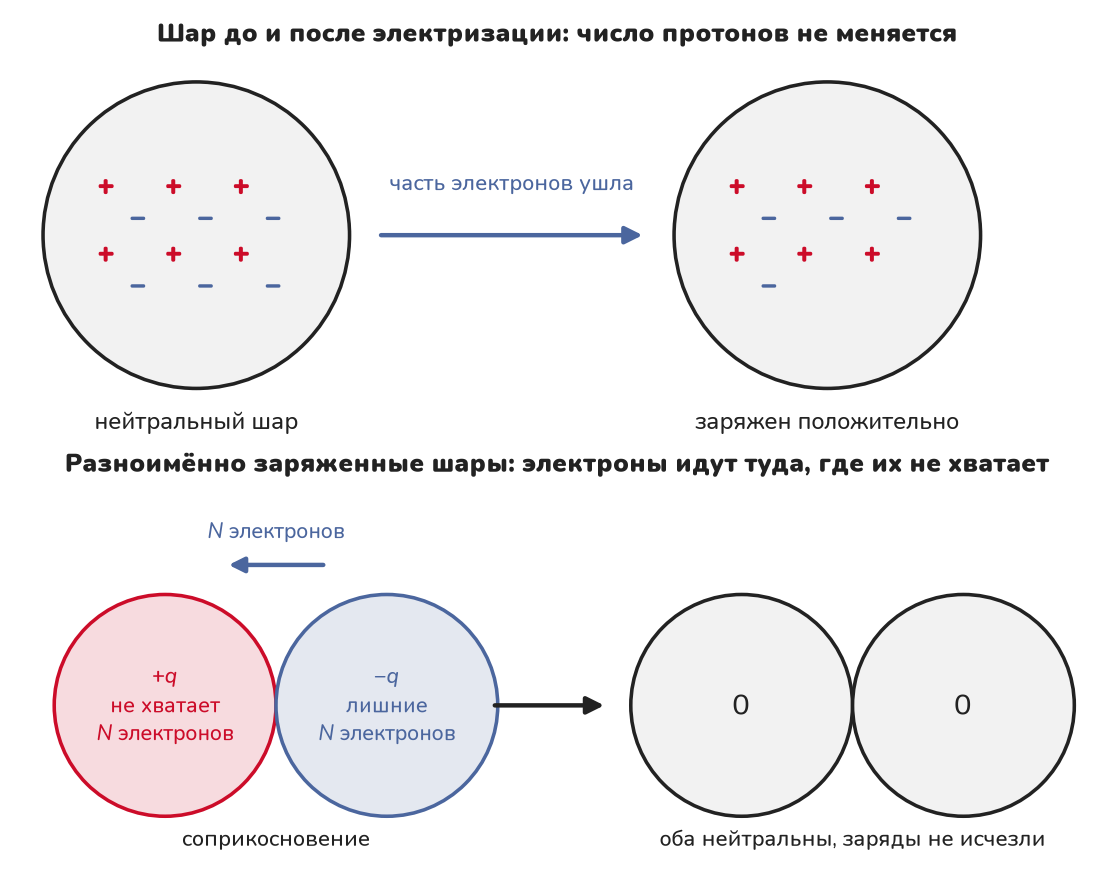 Шар до и после электризации: число протонов не меняется
часть электронов ушла
+ + +
− − −
+ + +
− − −
+ + +
− − −
+ + +
−
нейтральный шар
заряжен положительно
Разноимённо заряженные шары: электроны идут туда, где их не хватает
N электронов
+q
не хватает
N электронов
−q
лишние
N электронов
0
0
соприкосновение
оба нейтральны, заряды не исчезли